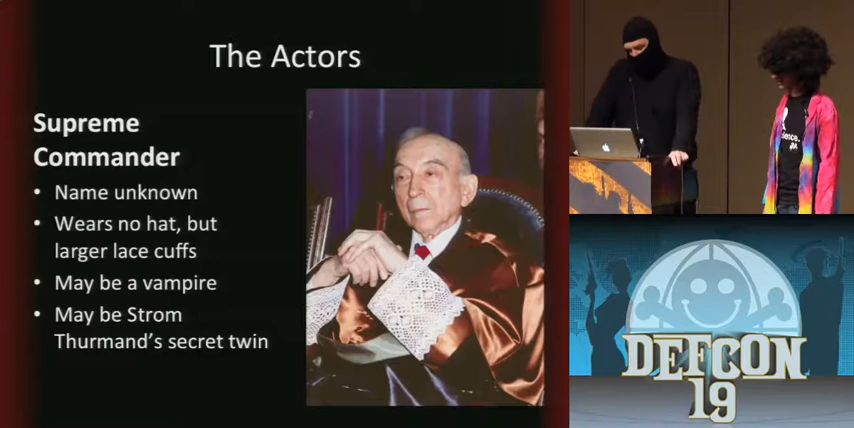 The Actors
Supreme
Commander
• Name unknown
• Wears no hat, but
larger lace cuffs
• May be a vampire
• May be Strom
Thurmand's secret twin
DEFCON
19